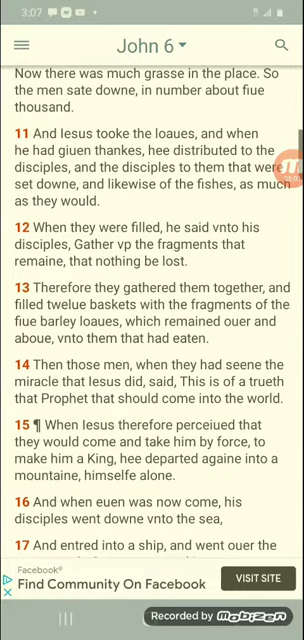 3:07
John 6
Now there was much grasse in the place. So
the men sate downe, in number about fiue
thousand.
11 And Iesus tooke the loaues, and when
he had giuen thankes, hee distributed to the
disciples, and the disciples to them that were
set downe, and likewise of the fishes, as much
as they would.
12 When they were filled, he said vnto his
disciples, Gather vp the fragments that
remaine, that nothing be lost.
13 Therefore they gathered them together, and
filled twelue baskets with the fragments of the
fiue barley loaues, which remained ouer and
aboue, vnto them that had eaten.
14 Then those men, when they had seene the
miracle that Iesus did, said, This is of a trueth
that Prophet that should come into the world.
15 ¶ When Iesus therefore perceiued that
they would come and take him by force, to
make him a King, hee departed againe into a
mountaine, himselfe alone.
16 And when euen was now come, his
disciples went downe vnto the sea,
17 And entred into a ship, and went ouer the
Facebook®
Find Community On Facebook
VISIT SITE
Recorded by Mobizen